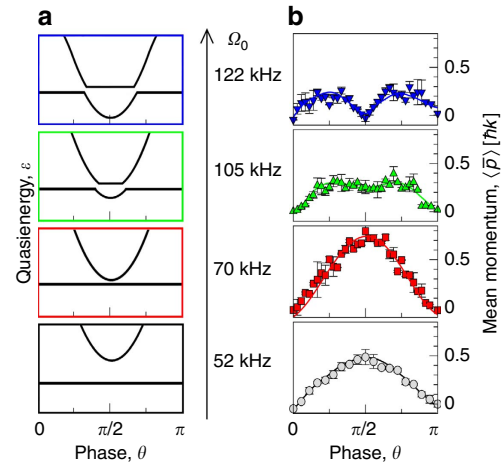 a
b
Ω0
Quasienergy, ε
Mean momentum, ⟨p̄⟩ [ħk]
122 kHz
0.5
0
105 kHz
0.5
0
70 kHz
0.5
0
52 kHz
0.5
0
0 π/2 π
0 π/2 π
Phase, θ
Phase, θ